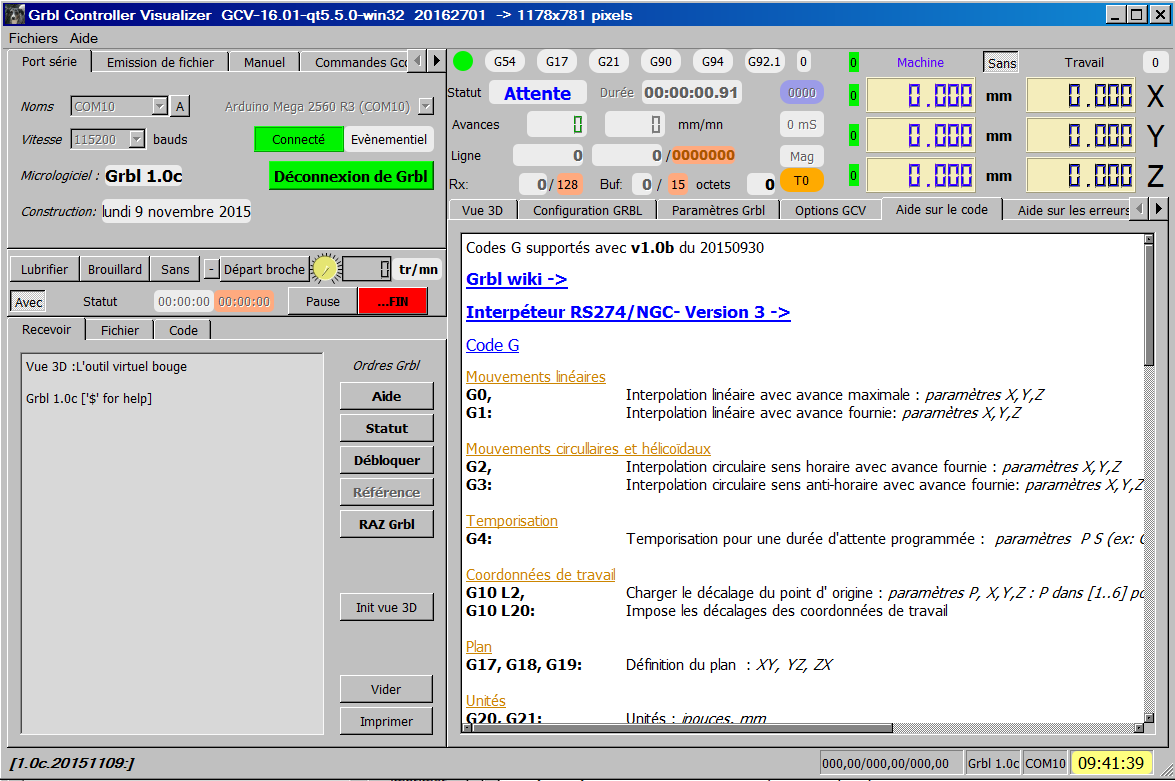 Grbl Controller Visualizer GCV-16.01-qt5.5.0-win32 20162701 -> 1178x781 pixels
Fichiers Aide
Port série Emission de fichier Manuel Commandes Gco
Noms COM10 A Arduino Mega 2560 R3 (COM10)
Vitesse 115200 bauds Connecté Evènementiel
Micrologiciel : Grbl 1.0c Déconnexion de Grbl
Construction: lundi 9 novembre 2015
Lubrifier Brouillard Sans - Départ broche 0 tr/mn
Avec Statut 00:00:00 00:00:00 Pause ...FIN
Recevoir Fichier Code
Vue 3D :L'outil virtuel bouge
Grbl 1.0c ['$' for help]
Ordres Grbl
Aide
Statut
Débloquer
Référence
RAZ Grbl
Init vue 3D
Vider
Imprimer
G54 G17 G21 G90 G94 G92.1 0 0 Machine Sans Travail 0
Statut Attente Durée 00:00:00.91 0000 0 0.000 mm 0.000 X
Avances 0 0 mm/mn 0 mS 0 0.000 mm 0.000 Y
Ligne 0 0 /0000000 Mag
Rx: 0/ 128 Buf: 0 / 15 octets 0 T0 0 0.000 mm 0.000 Z
Vue 3D Configuration GRBL Paramètres Grbl Options GCV Aide sur le code Aide sur les erreurs
Codes G supportés avec v1.0b du 20150930
Grbl wiki ->
Interpéteur RS274/NGC- Version 3 ->
Code G
Mouvements linéaires
G0, Interpolation linéaire avec avance maximale : paramètres X,Y,Z
G1: Interpolation linéaire avec avance fournie: paramètres X,Y,Z
Mouvements circullaires et hélicoïdaux
G2, Interpolation circulaire sens horaire avec avance fournie : paramètres X,Y,Z
G3: Interpolation circulaire sens anti-horaire avec avance fournie: paramètres X,Y,Z
Temporisation
G4: Temporisation pour une durée d'attente programmée : paramètres P S (ex:
Coordonnées de travail
G10 L2, Charger le décalage du point d' origine : paramètres P, X,Y,Z : P dans [1..6] po
G10 L20: Impose les décalages des coordonnées de travail
Plan
G17, G18, G19: Définition du plan : XY, YZ, ZX
Unités
G20, G21: Unités : ipouces, mm
[1.0c.20151109:] 000,00/000,00/000,00 Grbl 1.0c COM10 09:41:39